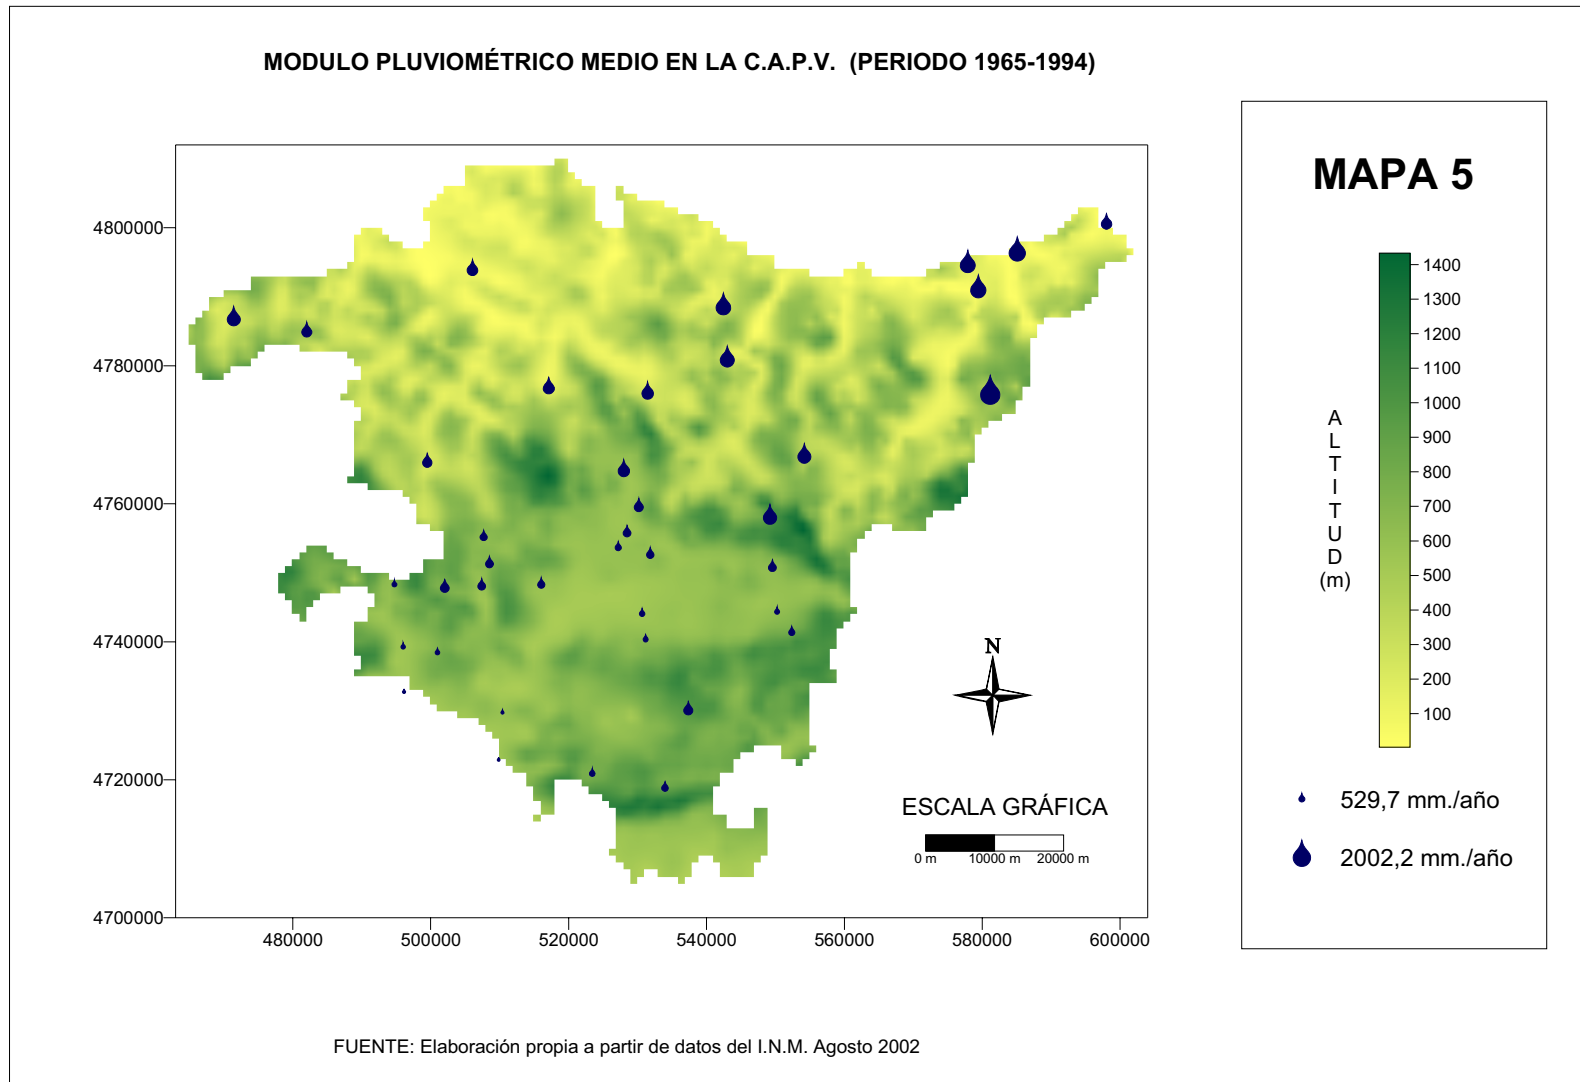 MODULO PLUVIOMÉTRICO MEDIO EN LA C.A.P.V. (PERIODO 1965-1994)
MAPA 5
4800000
4780000
4760000
4740000
4720000
4700000
480000
500000
520000
540000
560000
580000
600000
N
ESCALA GRÁFICA
0 m 10000 m 20000 m
ALTITUD
(m)
1400
1300
1200
1100
1000
900
800
700
600
500
400
300
200
100
529,7 mm./año
2002,2 mm./año
FUENTE: Elaboración propia a partir de datos del I.N.M. Agosto 2002